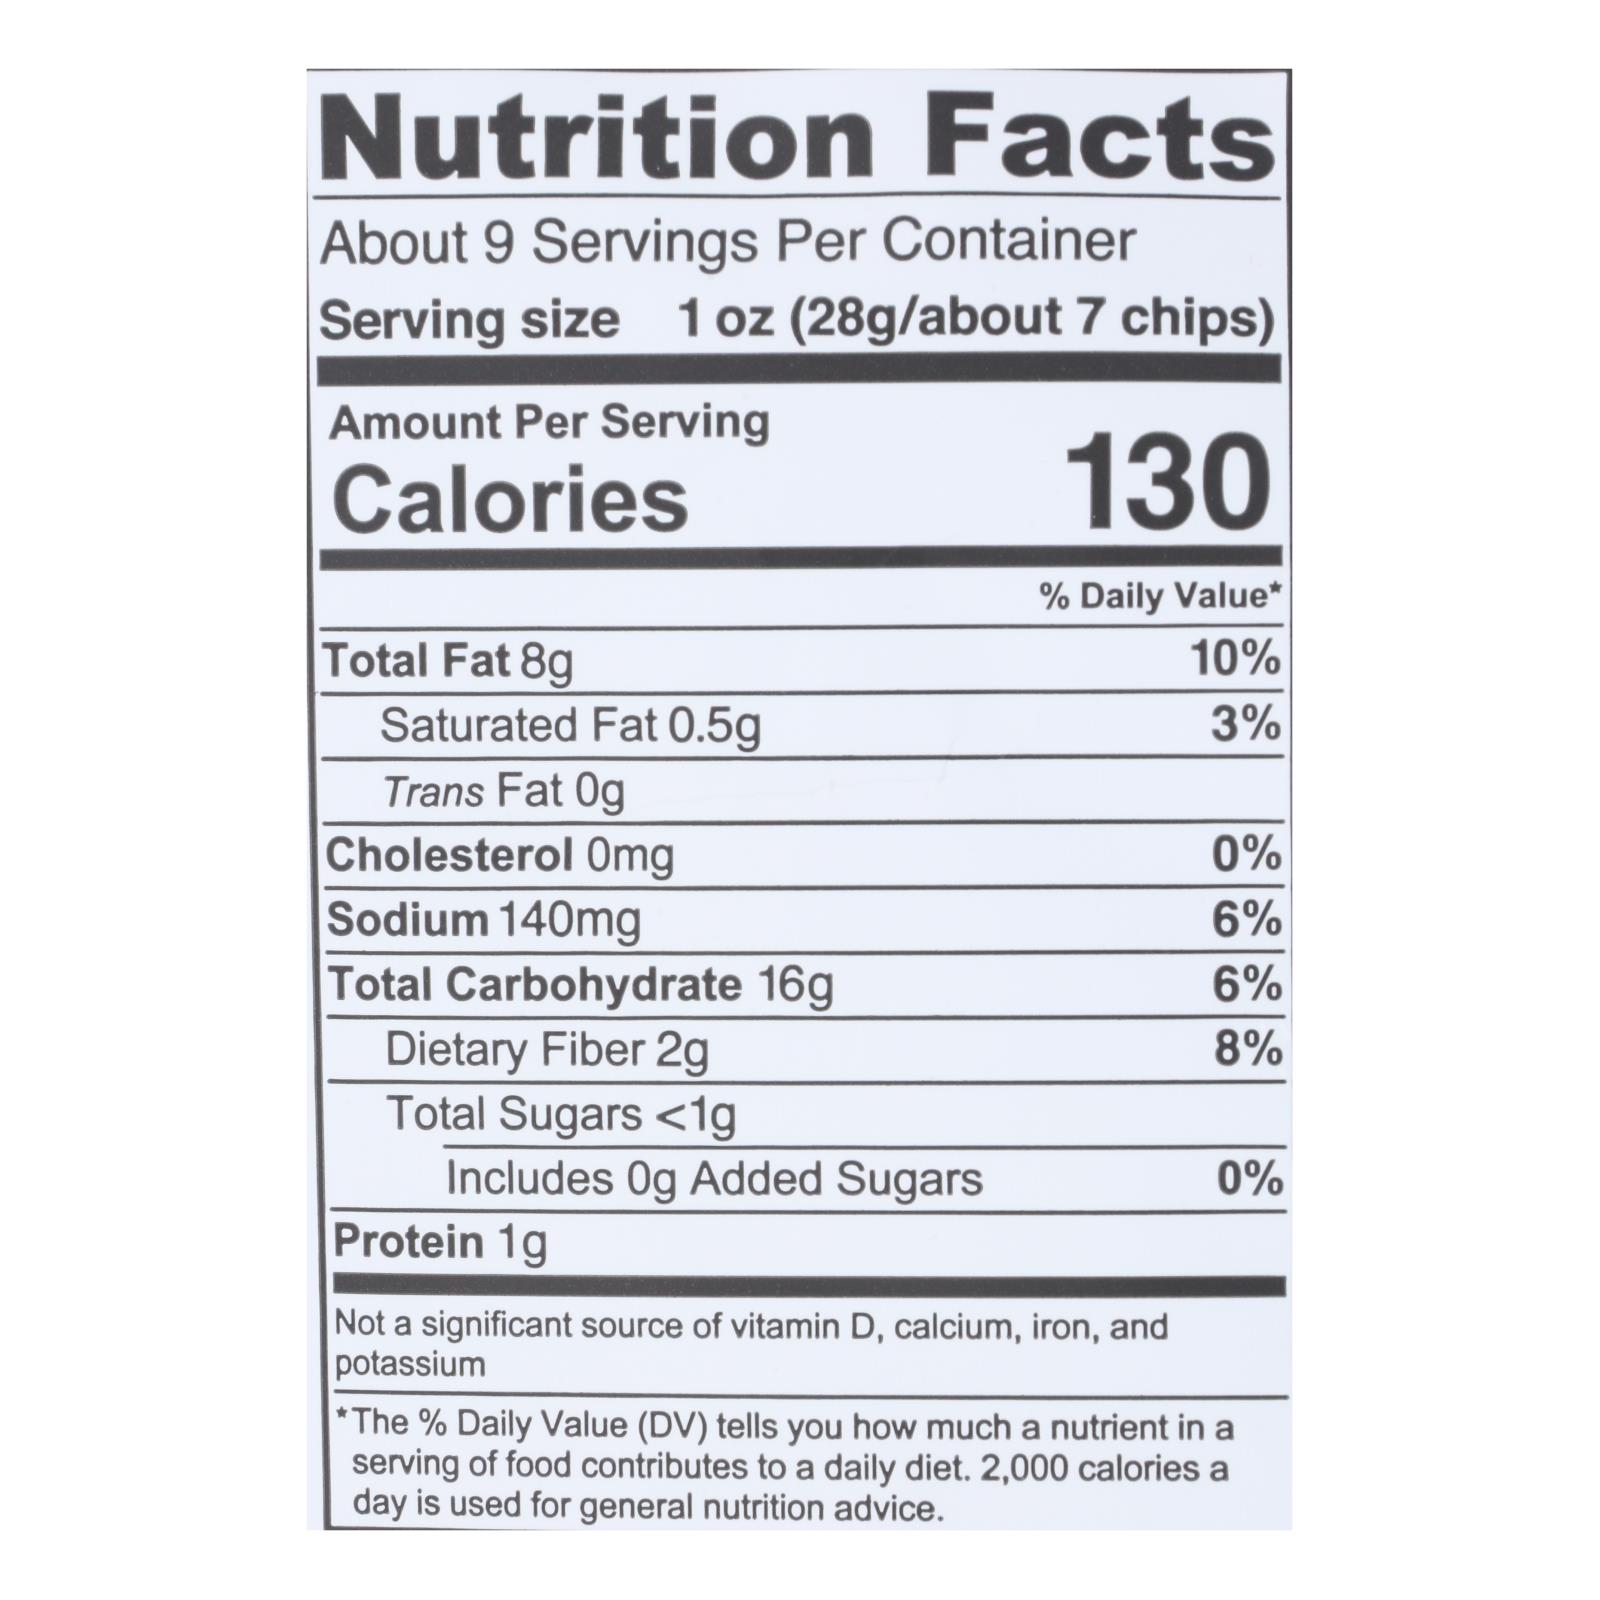 Nutrition Facts
About 9 Servings Per Container
Serving size 1 oz (28g/about 7 chips)
Amount Per Serving
Calories 130
% Daily Value*
Total Fat 8g 10%
Saturated Fat 0.5g 3%
Trans Fat 0g
Cholesterol 0mg 0%
Sodium 140mg 6%
Total Carbohydrate 16g 6%
Dietary Fiber 2g 8%
Total Sugars <1g
Includes 0g Added Sugars 0%
Protein 1g
Not a significant source of vitamin D, calcium, iron, and
potassium
*The % Daily Value (DV) tells you how much a nutrient in a
serving of food contributes to a daily diet. 2,000 calories a
day is used for general nutrition advice.